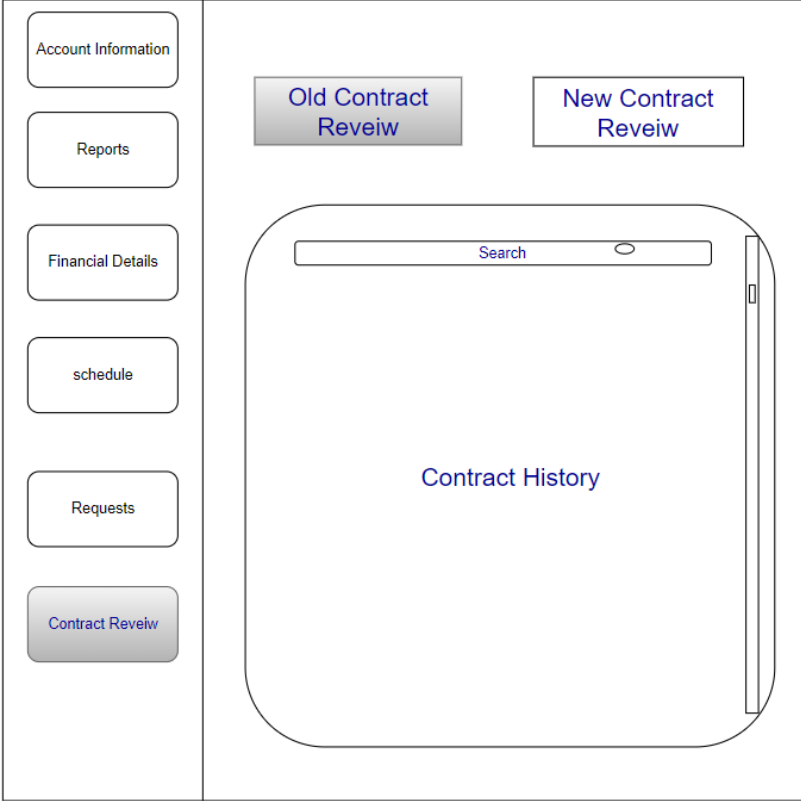 Account Information
Reports
Financial Details
schedule
Requests
Contract Reveiw
Old Contract
Reveiw
New Contract
Reveiw
Search
Contract History